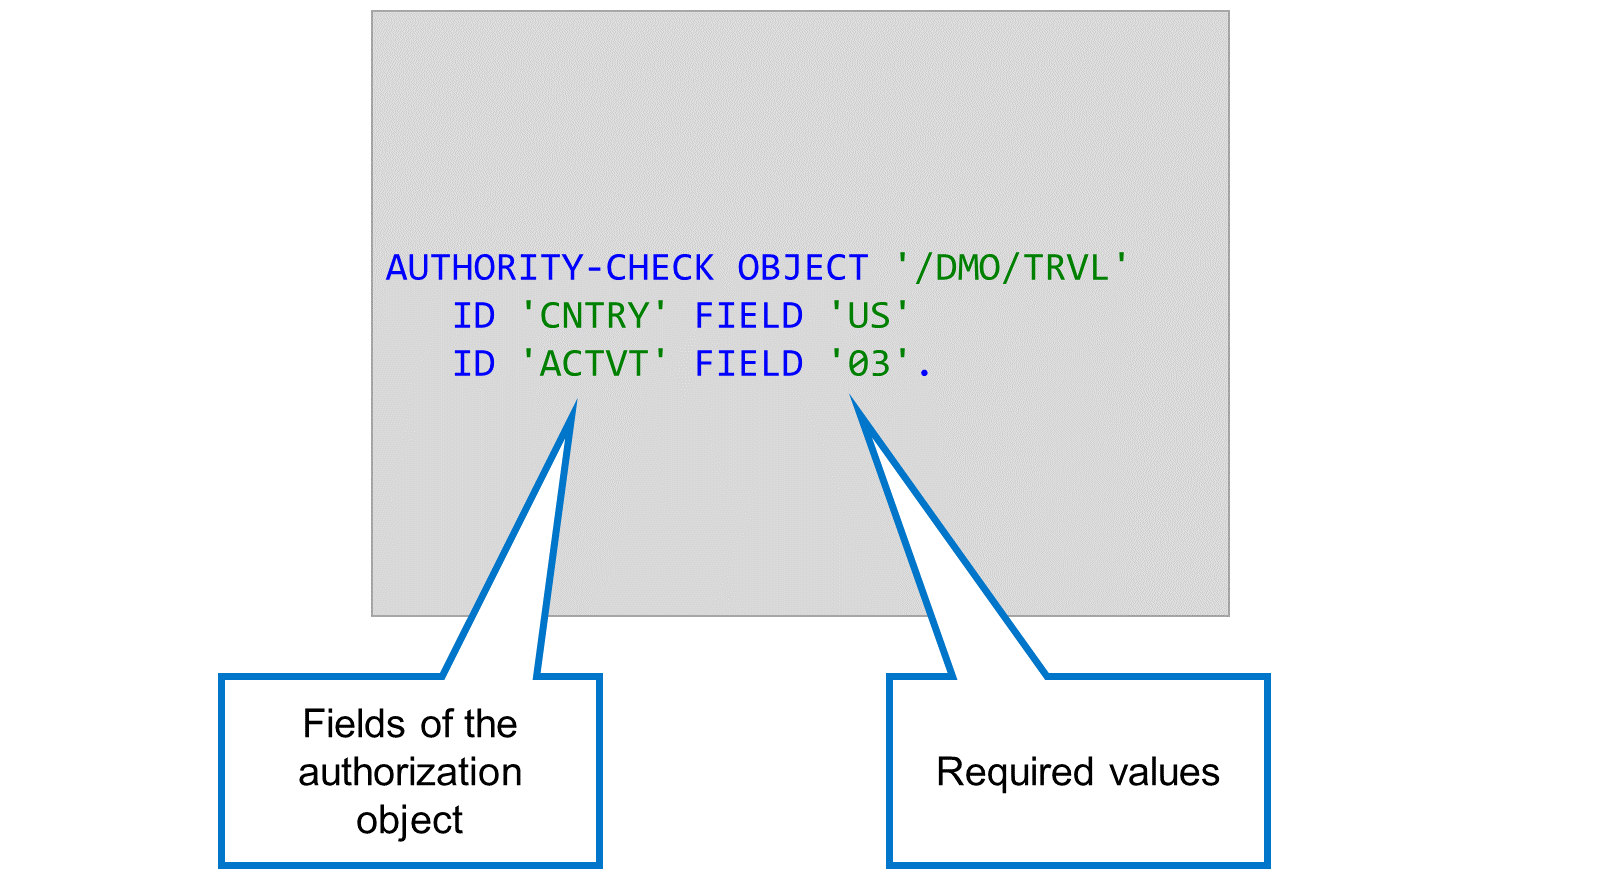 AUTHORITY-CHECK OBJECT '/DMO/TRVL'
ID 'CNTRY' FIELD 'US'
ID 'ACTVT' FIELD '03'.
Fields of the
authorization
object
Required values